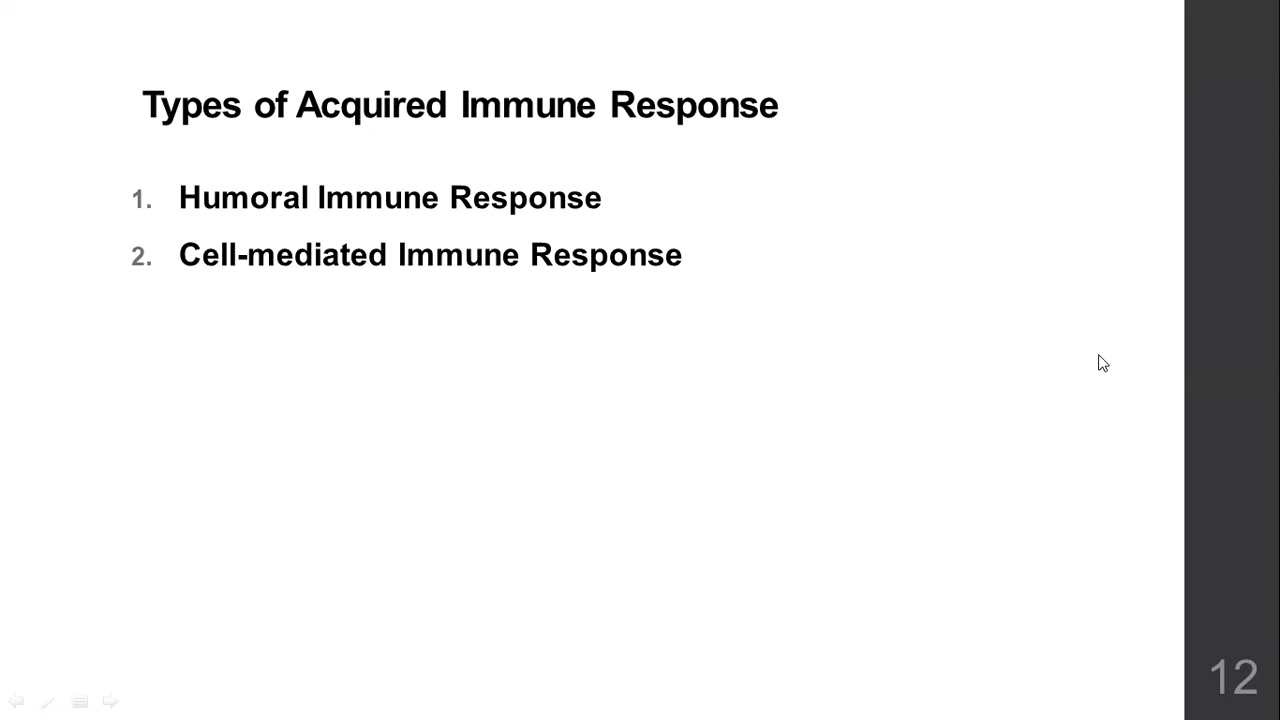 Types of Acquired Immune Response
1. Humoral Immune Response
2. Cell-mediated Immune Response
12